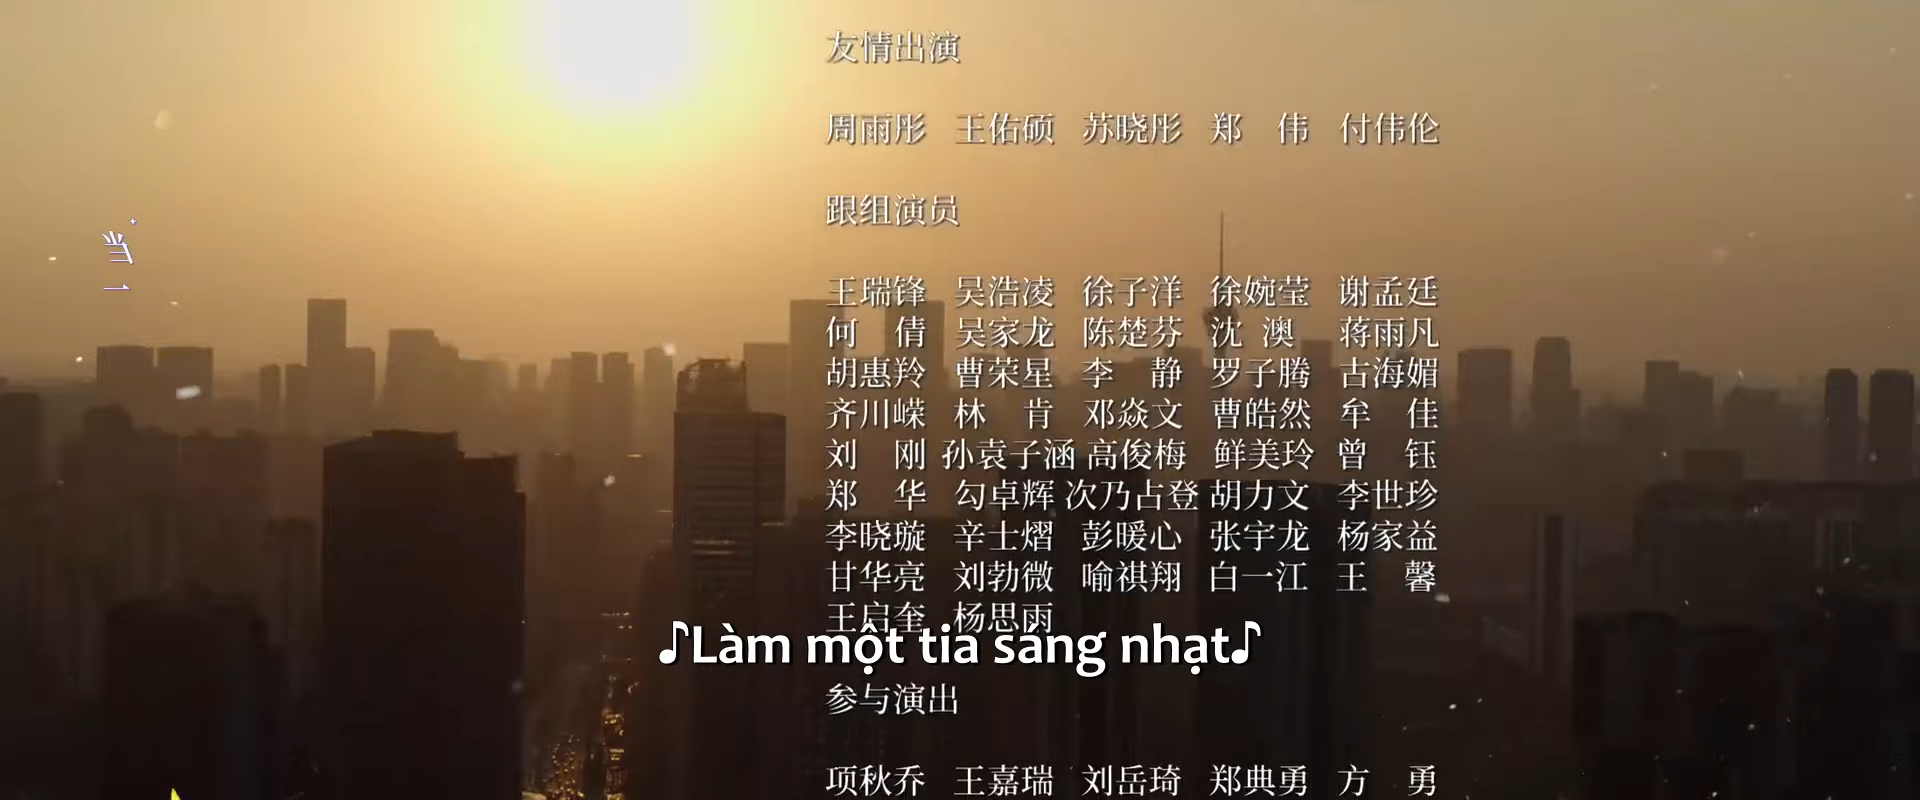 友情出演
周雨彤 王佑硕 苏晓彤 郑 伟 付伟伦
跟组演员
当一
王瑞锋 吴浩凌 徐子洋 徐婉莹 谢孟廷
何 倩 吴家龙 陈楚芬 沈 澳 蒋雨凡
胡惠羚 曹荣星 李 静 罗子腾 古海媚
齐川嵘 林 肯 邓焱文 曹皓然 牟 佳
刘 刚 孙袁子涵 高俊梅 鲜美玲 曾 钰
郑 华 勾卓辉 次乃占登 胡力文 李世珍
李晓璇 辛士熠 彭暖心 张宇龙 杨家益
甘华亮 刘勃微 喻祺翔 白一江 王 馨
王启奎 杨思雨
♪Làm một tia sáng nhạt♪
参与演出
项秋乔 王嘉瑞 刘岳琦 郑典勇 方 勇